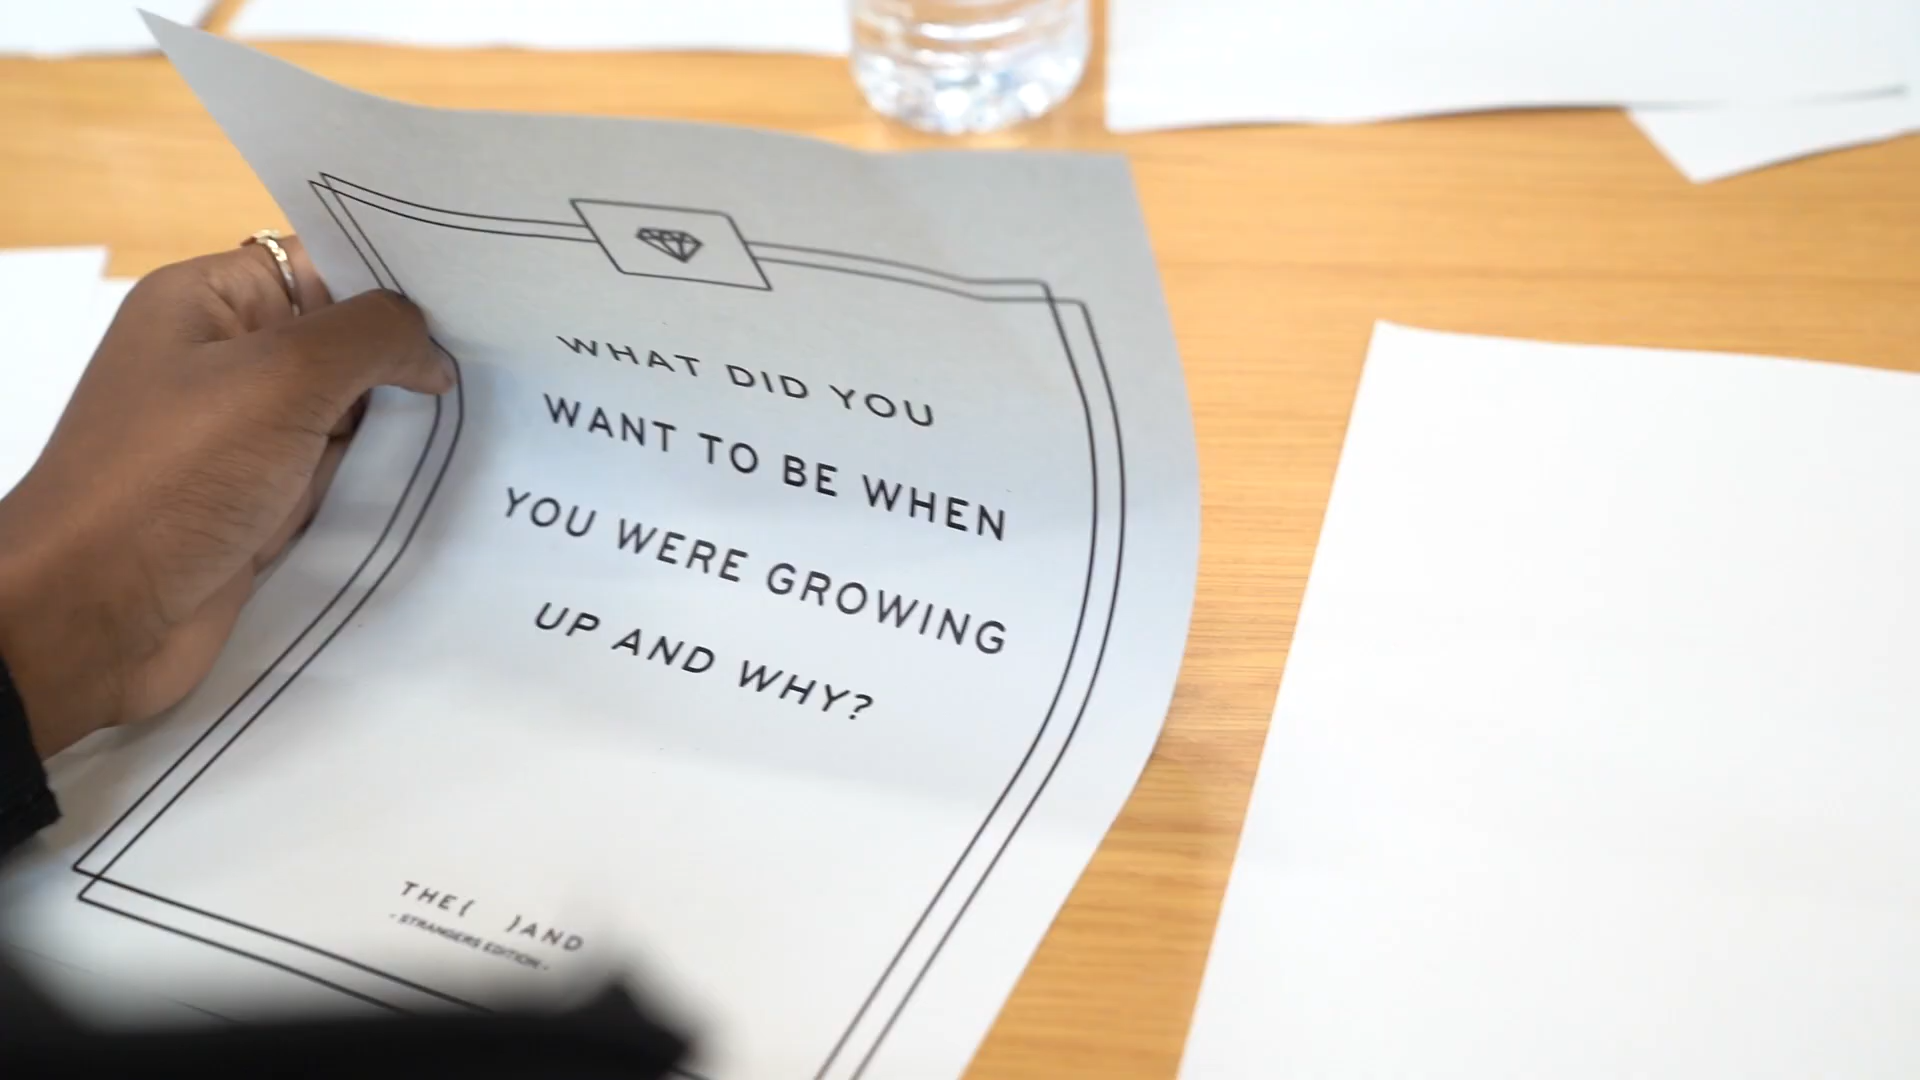 WHAT DID YOU
WANT TO BE WHEN
YOU WERE GROWING
UP AND WHY?
THE{ }AND
- STRANGERS EDITION -